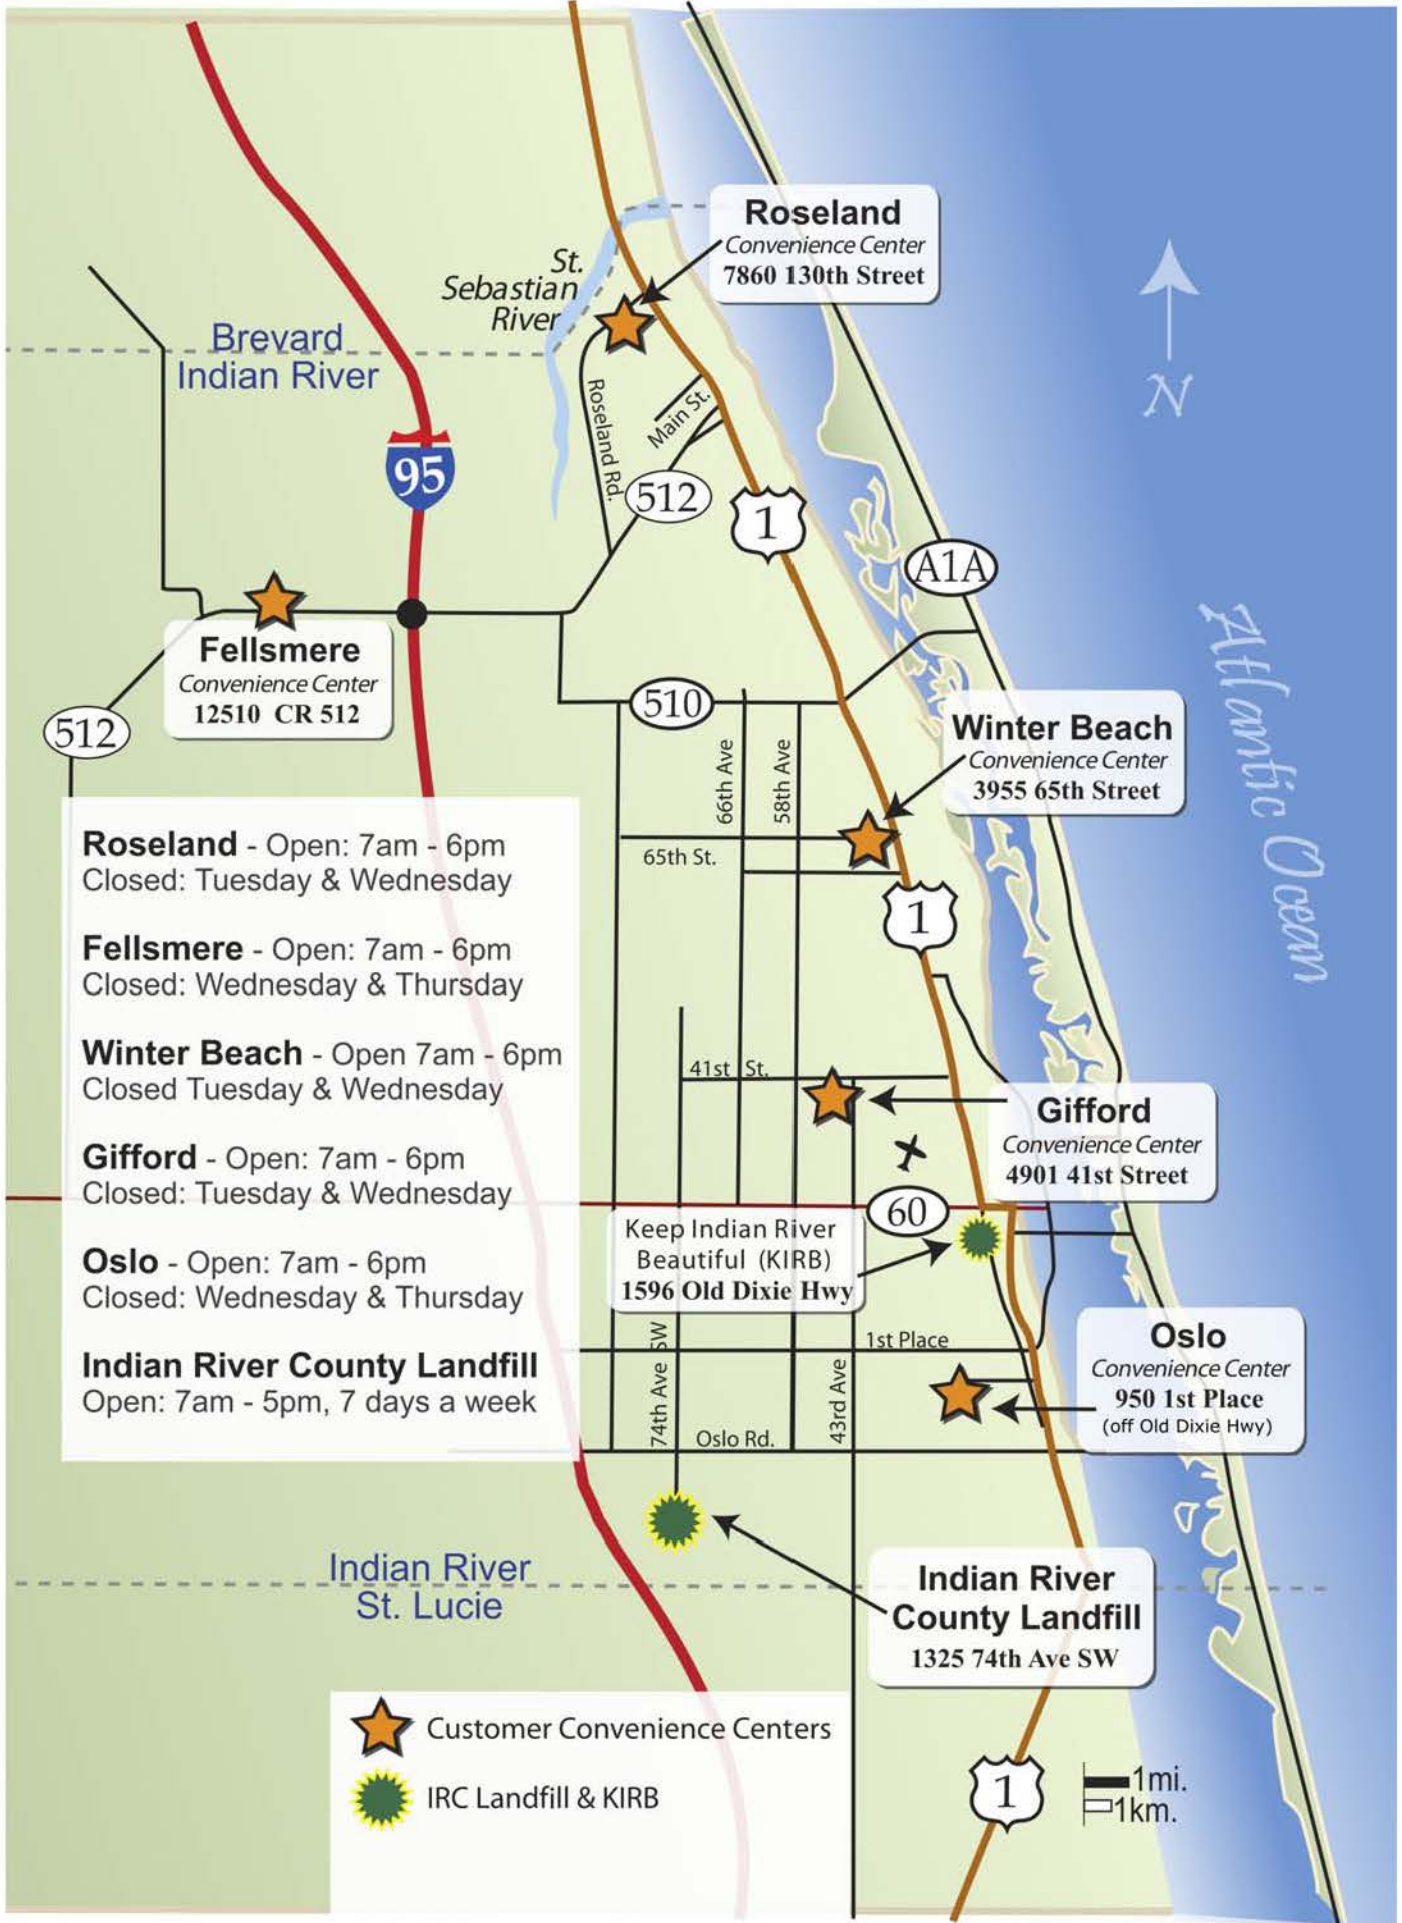 Roseland
Convenience Center
7860 130th Street
St.
Sebastian
River
Brevard
Indian River
Roseland Rd.
Main St.
95
512
1
A1A
Fellsmere
Convenience Center
12510 CR 512
512
510
N
Atlantic Ocean
Winter Beach
Convenience Center
3955 65th Street
66th Ave
58th Ave
65th St.
1
Roseland - Open: 7am - 6pm
Closed: Tuesday & Wednesday
Fellsmere - Open: 7am - 6pm
Closed: Wednesday & Thursday
Winter Beach - Open 7am - 6pm
Closed Tuesday & Wednesday
Gifford - Open: 7am - 6pm
Closed: Tuesday & Wednesday
Oslo - Open: 7am - 6pm
Closed: Wednesday & Thursday
Indian River County Landfill
Open: 7am - 5pm, 7 days a week
41st St.
Gifford
Convenience Center
4901 41st Street
60
Keep Indian River
Beautiful (KIRB)
1596 Old Dixie Hwy
1st Place
74th Ave SW
43rd Ave
Oslo Rd.
Oslo
Convenience Center
950 1st Place
(off Old Dixie Hwy)
Indian River
St. Lucie
Indian River
County Landfill
1325 74th Ave SW
Customer Convenience Centers
IRC Landfill & KIRB
1
1mi.
1km.